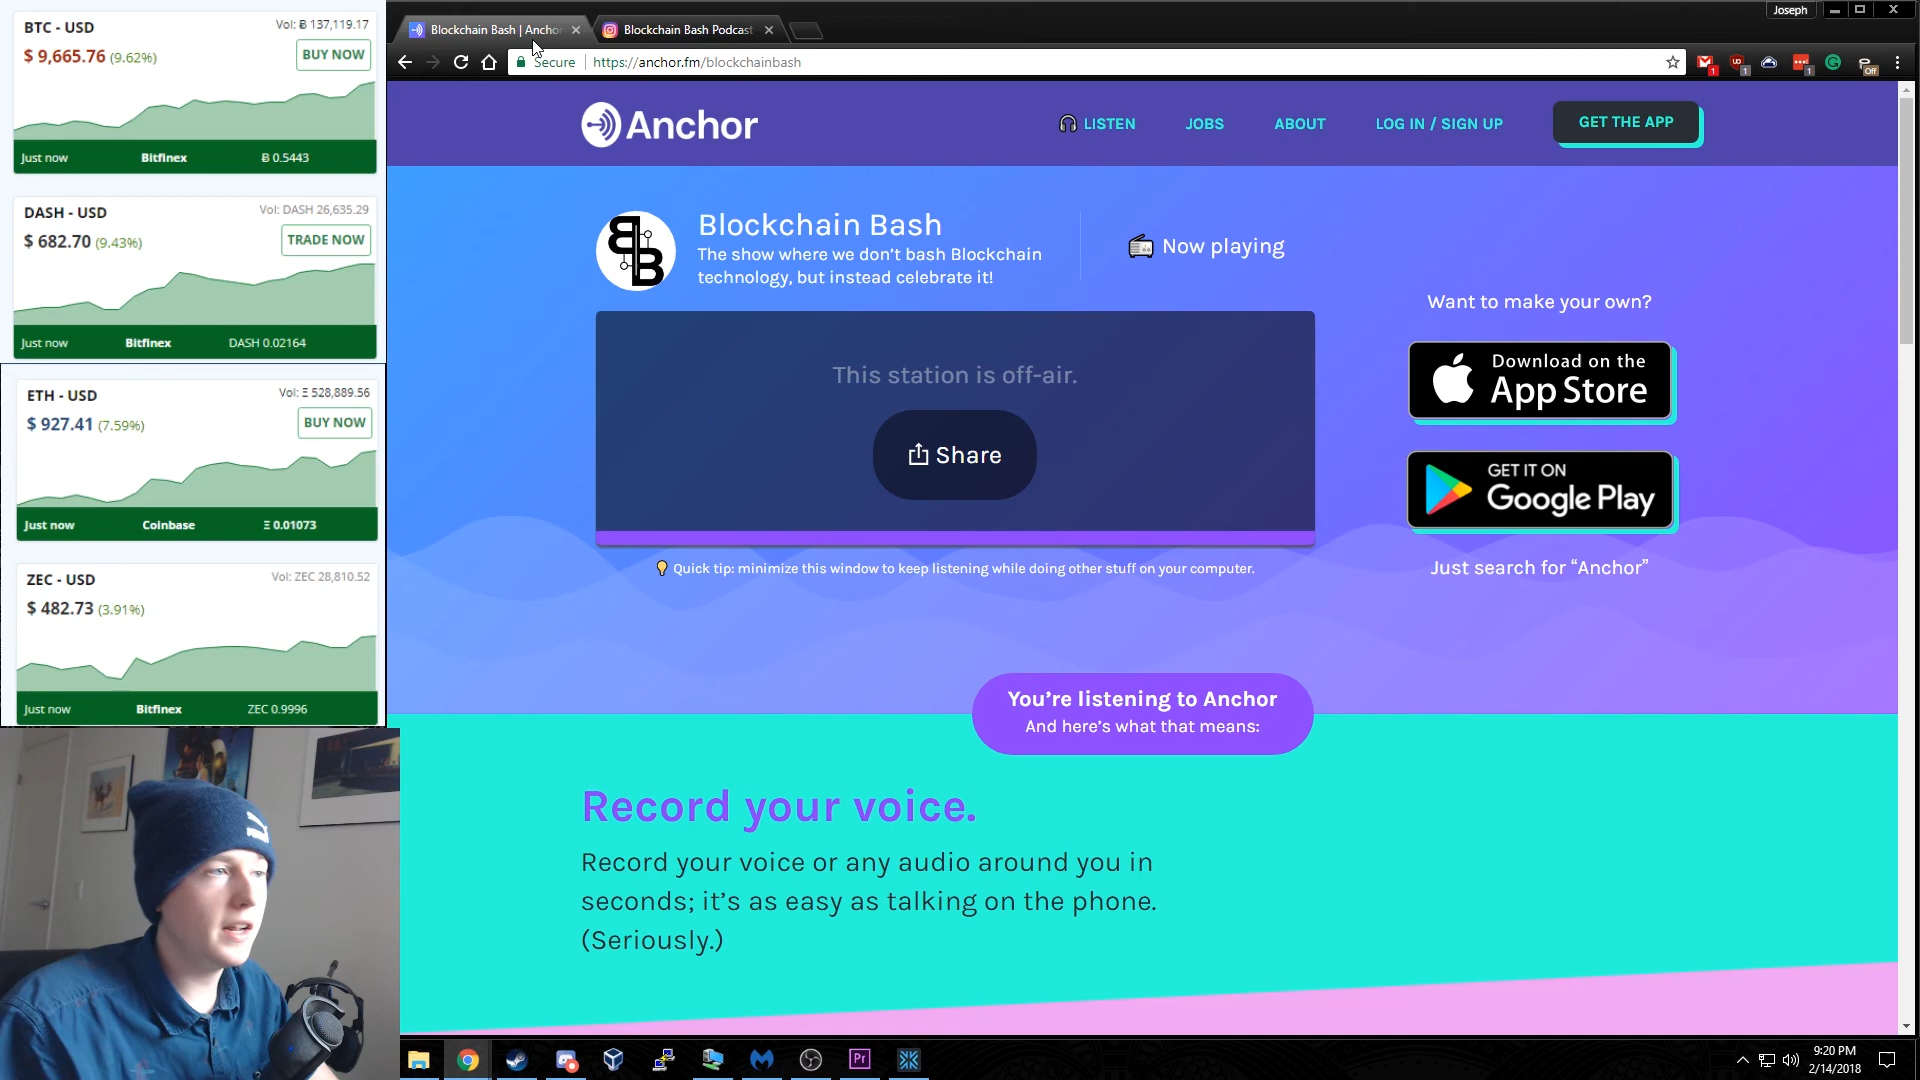 BTC - USD
Vol: Ƀ 137,119.17
$ 9,665.76 (9.62%)
BUY NOW
Just now Bitfinex Ƀ 0.5443
DASH - USD
Vol: DASH 26,635.29
$ 682.70 (9.43%)
TRADE NOW
Just now Bitfinex DASH 0.02164
ETH - USD
Vol: Ξ 528,889.56
$ 927.41 (7.59%)
BUY NOW
Just now Coinbase Ξ 0.01073
ZEC - USD
Vol: ZEC 28,810.52
$ 482.73 (3.91%)
Just now Bitfinex ZEC 0.9996
Joseph
Blockchain Bash | Anchor
Blockchain Bash Podcast
Secure https://anchor.fm/blockchainbash
1
1
1
Off
Anchor
LISTEN JOBS ABOUT LOG IN / SIGN UP GET THE APP
Blockchain Bash
The show where we don’t bash Blockchain
technology, but instead celebrate it!
Now playing
This station is off-air.
Share
Quick tip: minimize this window to keep listening while doing other stuff on your computer.
Want to make your own?
Download on the
App Store
GET IT ON
Google Play
Just search for “Anchor”
You’re listening to Anchor
And here’s what that means:
Record your voice.
Record your voice or any audio around you in
seconds; it’s as easy as talking on the phone.
(Seriously.)
Pr
9:20 PM
2/14/2018